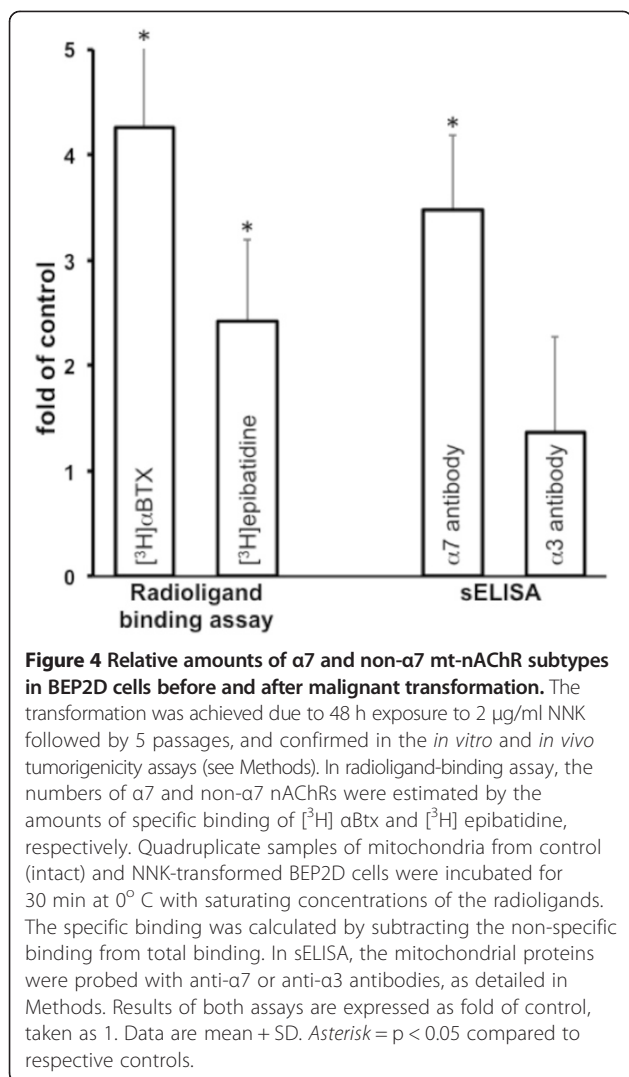 *
*
*
5
4
3
2
1
0
fold of control
[³H]αBTX
[³H]epibatidine
α7 antibody
α3 antibody
Radioligand
binding assay
sELISA
Figure 4 Relative amounts of α7 and non-α7 mt-nAChR subtypes
in BEP2D cells before and after malignant transformation. The
transformation was achieved due to 48 h exposure to 2 μg/ml NNK
followed by 5 passages, and confirmed in the in vitro and in vivo
tumorigenicity assays (see Methods). In radioligand-binding assay, the
numbers of α7 and non-α7 nAChRs were estimated by the
amounts of specific binding of [³H] αBtx and [³H] epibatidine,
respectively. Quadruplicate samples of mitochondria from control
(intact) and NNK-transformed BEP2D cells were incubated for
30 min at 0° C with saturating concentrations of the radioligands.
The specific binding was calculated by subtracting the non-specific
binding from total binding. In sELISA, the mitochondrial proteins
were probed with anti-α7 or anti-α3 antibodies, as detailed in
Methods. Results of both assays are expressed as fold of control,
taken as 1. Data are mean + SD. Asterisk = p < 0.05 compared to
respective controls.